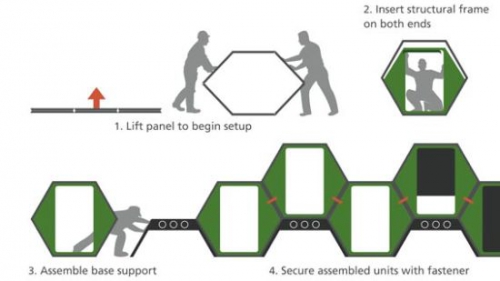 2. Insert structural frame
on both ends
1. Lift panel to begin setup
3. Assemble base support
4. Secure assembled units with fastener